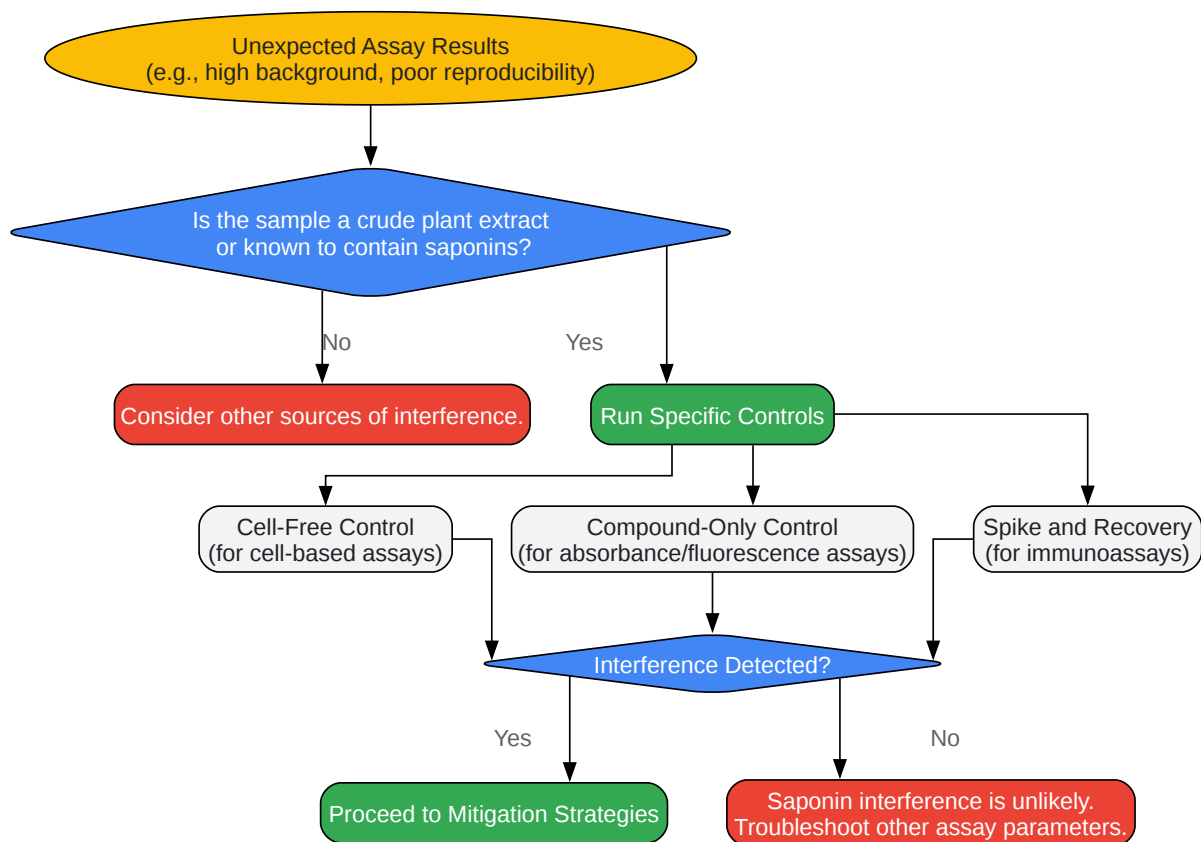 Unexpected Assay Results
(e.g., high background, poor reproducibility)
Is the sample a crude plant extract
or known to contain saponins?
No
Yes
Consider other sources of interference.
Run Specific Controls
Cell-Free Control
(for cell-based assays)
Compound-Only Control
(for absorbance/fluorescence assays)
Spike and Recovery
(for immunoassays)
Interference Detected?
Yes
No
Proceed to Mitigation Strategies
Saponin interference is unlikely.
Troubleshoot other assay parameters.